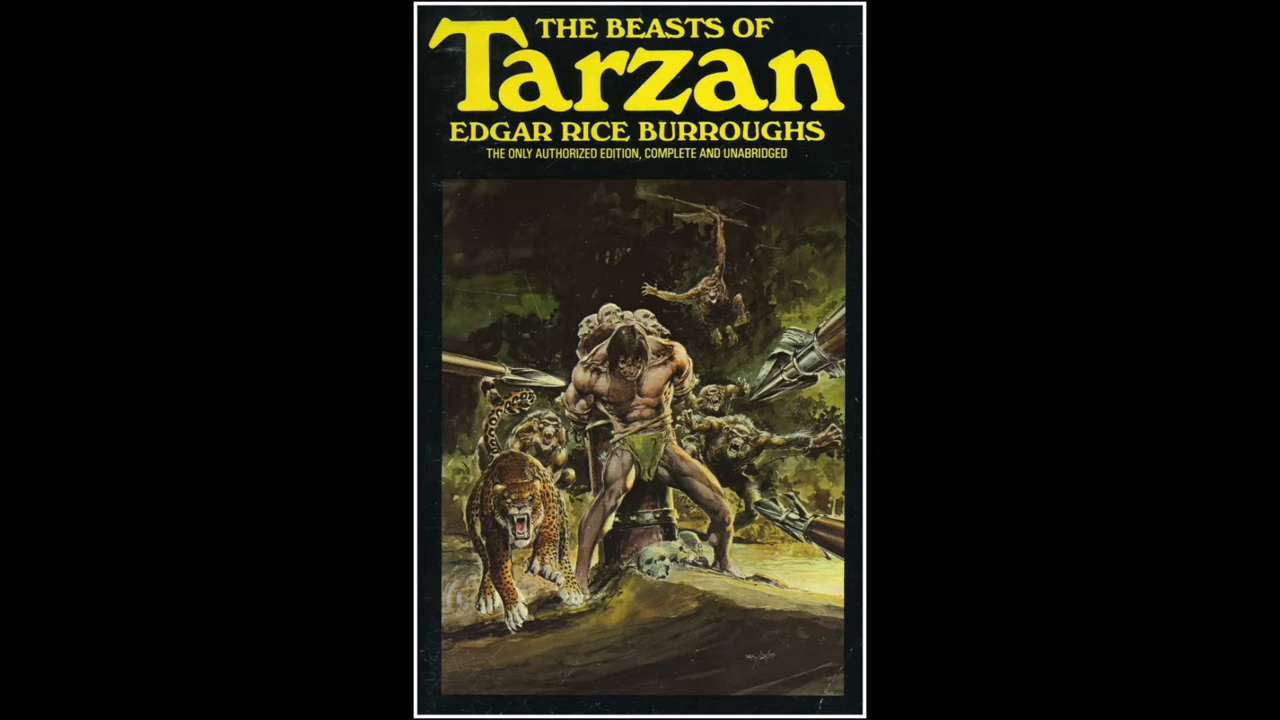 THE BEASTS OF
Tarzan
EDGAR RICE BURROUGHS
THE ONLY AUTHORIZED EDITION, COMPLETE AND UNABRIDGED